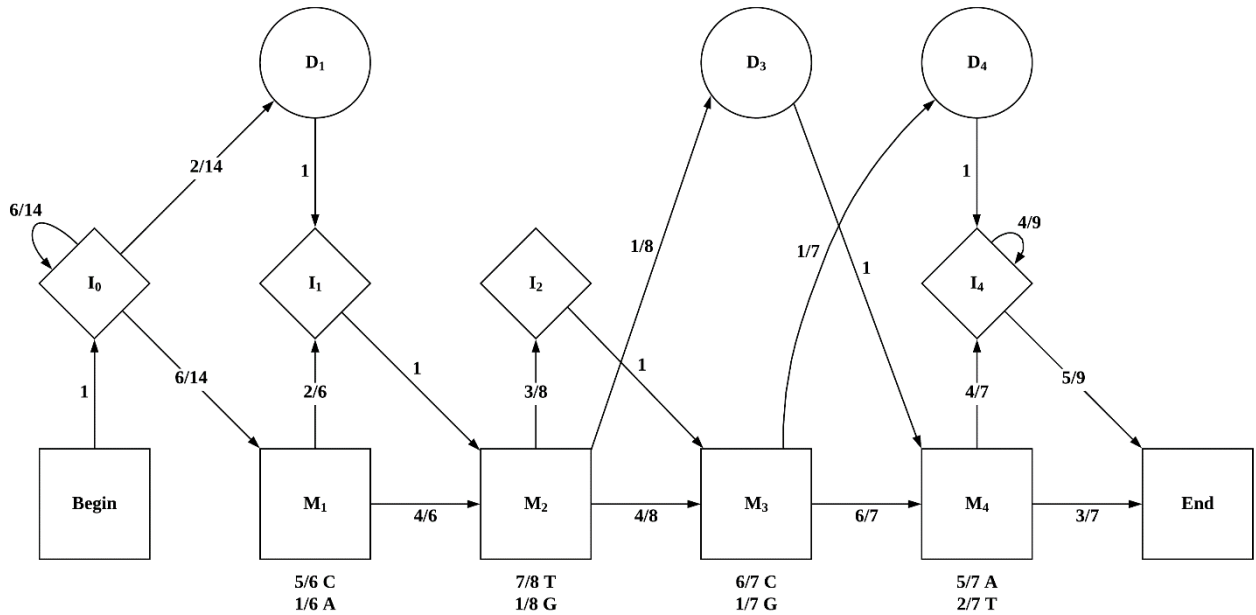 D₁
D₃
D₄
2/14
1
1
6/14
4/9
1/8
1/7
1
I₀
I₁
I₂
I₄
1
1
6/14
2/6
3/8
4/7
5/9
1
Begin
M₁
M₂
M₃
M₄
End
4/6
4/8
6/7
3/7
5/6 C
7/8 T
6/7 C
5/7 A
1/6 A
1/8 G
1/7 G
2/7 T